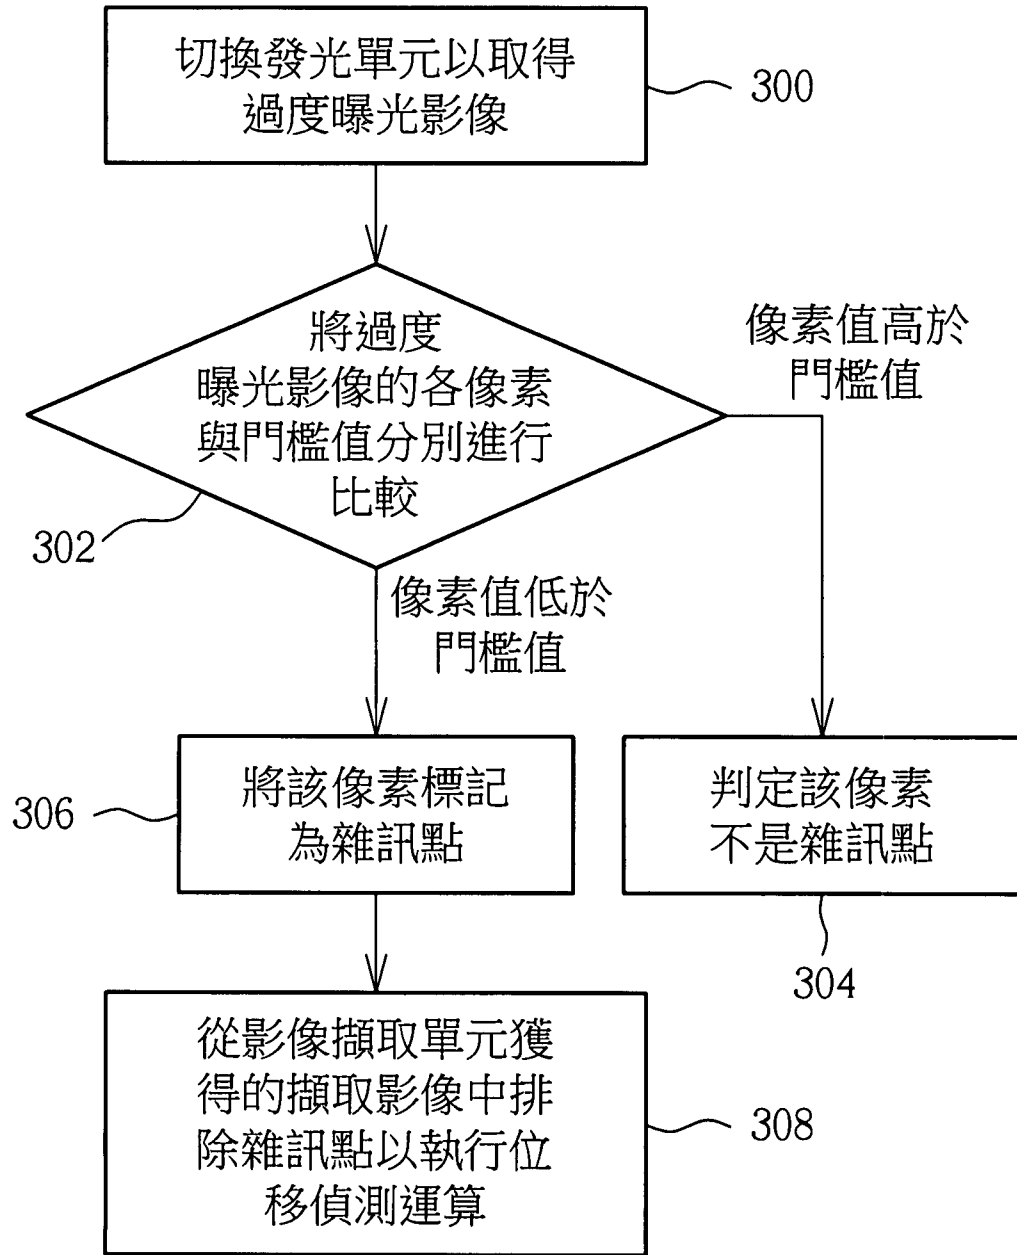 切換發光單元以取得
過度曝光影像
300
將過度
曝光影像的各像素
與門檻值分別進行
比較
302
像素值高於
門檻值
像素值低於
門檻值
將該像素標記
為雜訊點
306
判定該像素
不是雜訊點
304
從影像擷取單元獲
得的擷取影像中排
除雜訊點以執行位
移偵測運算
308